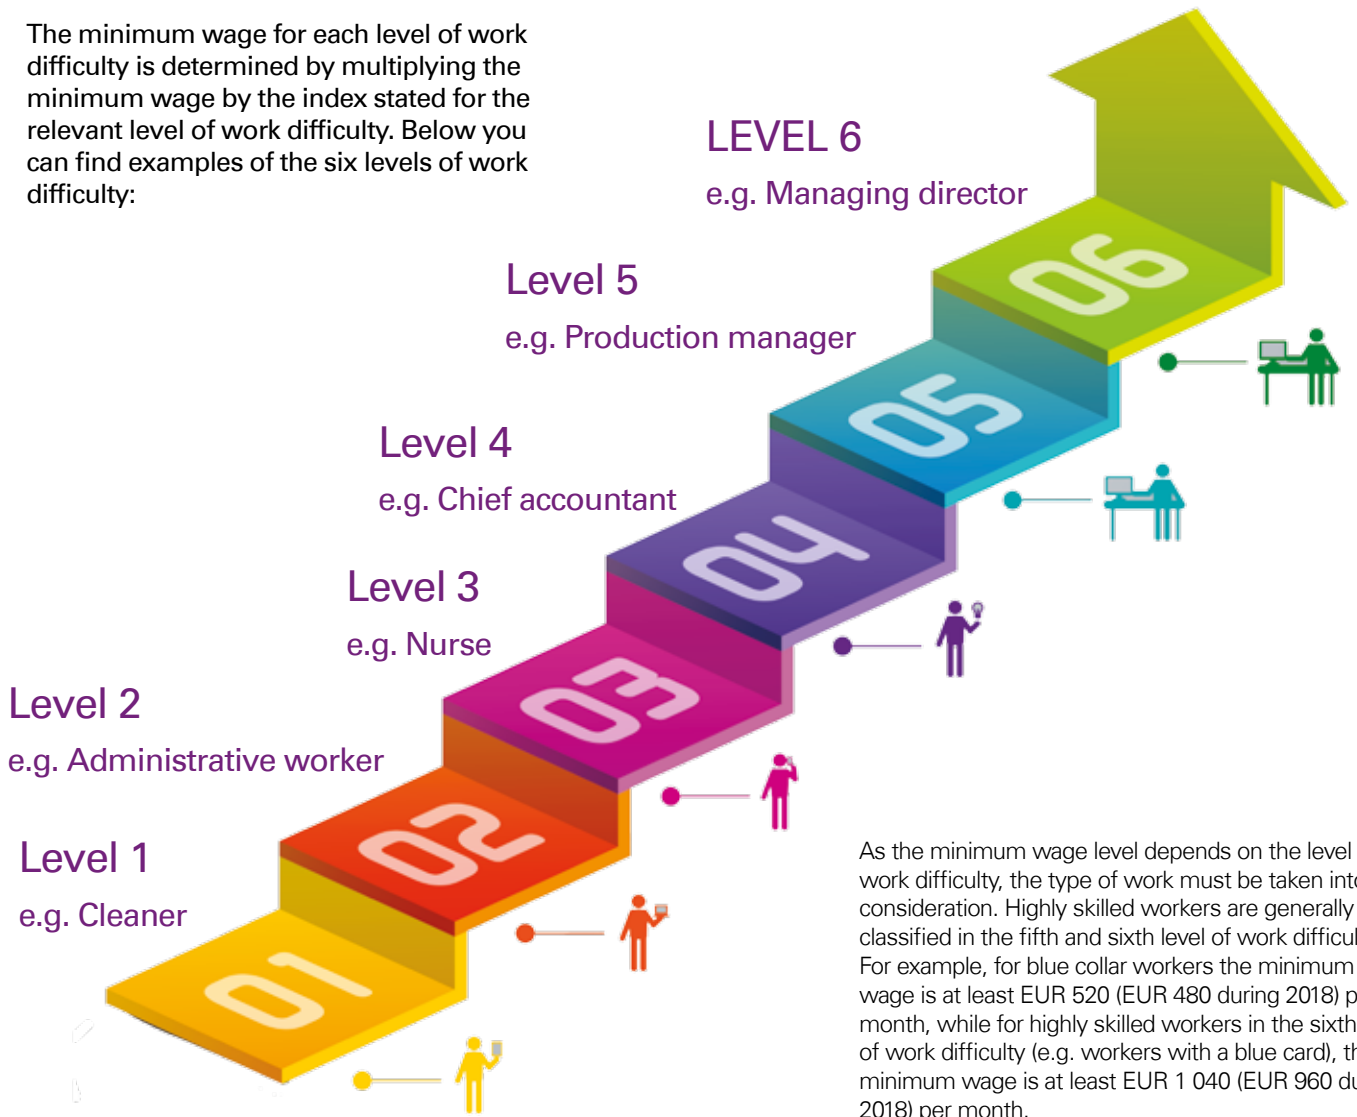 The minimum wage for each level of work
difficulty is determined by multiplying the
minimum wage by the index stated for the
relevant level of work difficulty. Below you
can find examples of the six levels of work
difficulty:
LEVEL 6
e.g. Managing director
06
Level 5
e.g. Production manager
05
Level 4
e.g. Chief accountant
04
Level 3
e.g. Nurse
03
Level 2
e.g. Administrative worker
02
Level 1
e.g. Cleaner
01
As the minimum wage level depends on the level
work difficulty, the type of work must be taken into
consideration. Highly skilled workers are generally
classified in the fifth and sixth level of work
For example, for blue collar workers the minimum
wage is at least EUR 520 (EUR 480 during 2018)
month, while for highly skilled workers in the sixth
of work difficulty (e.g. workers with a blue card),
minimum wage is at least EUR 1 040 (EUR 960
2018) per month.